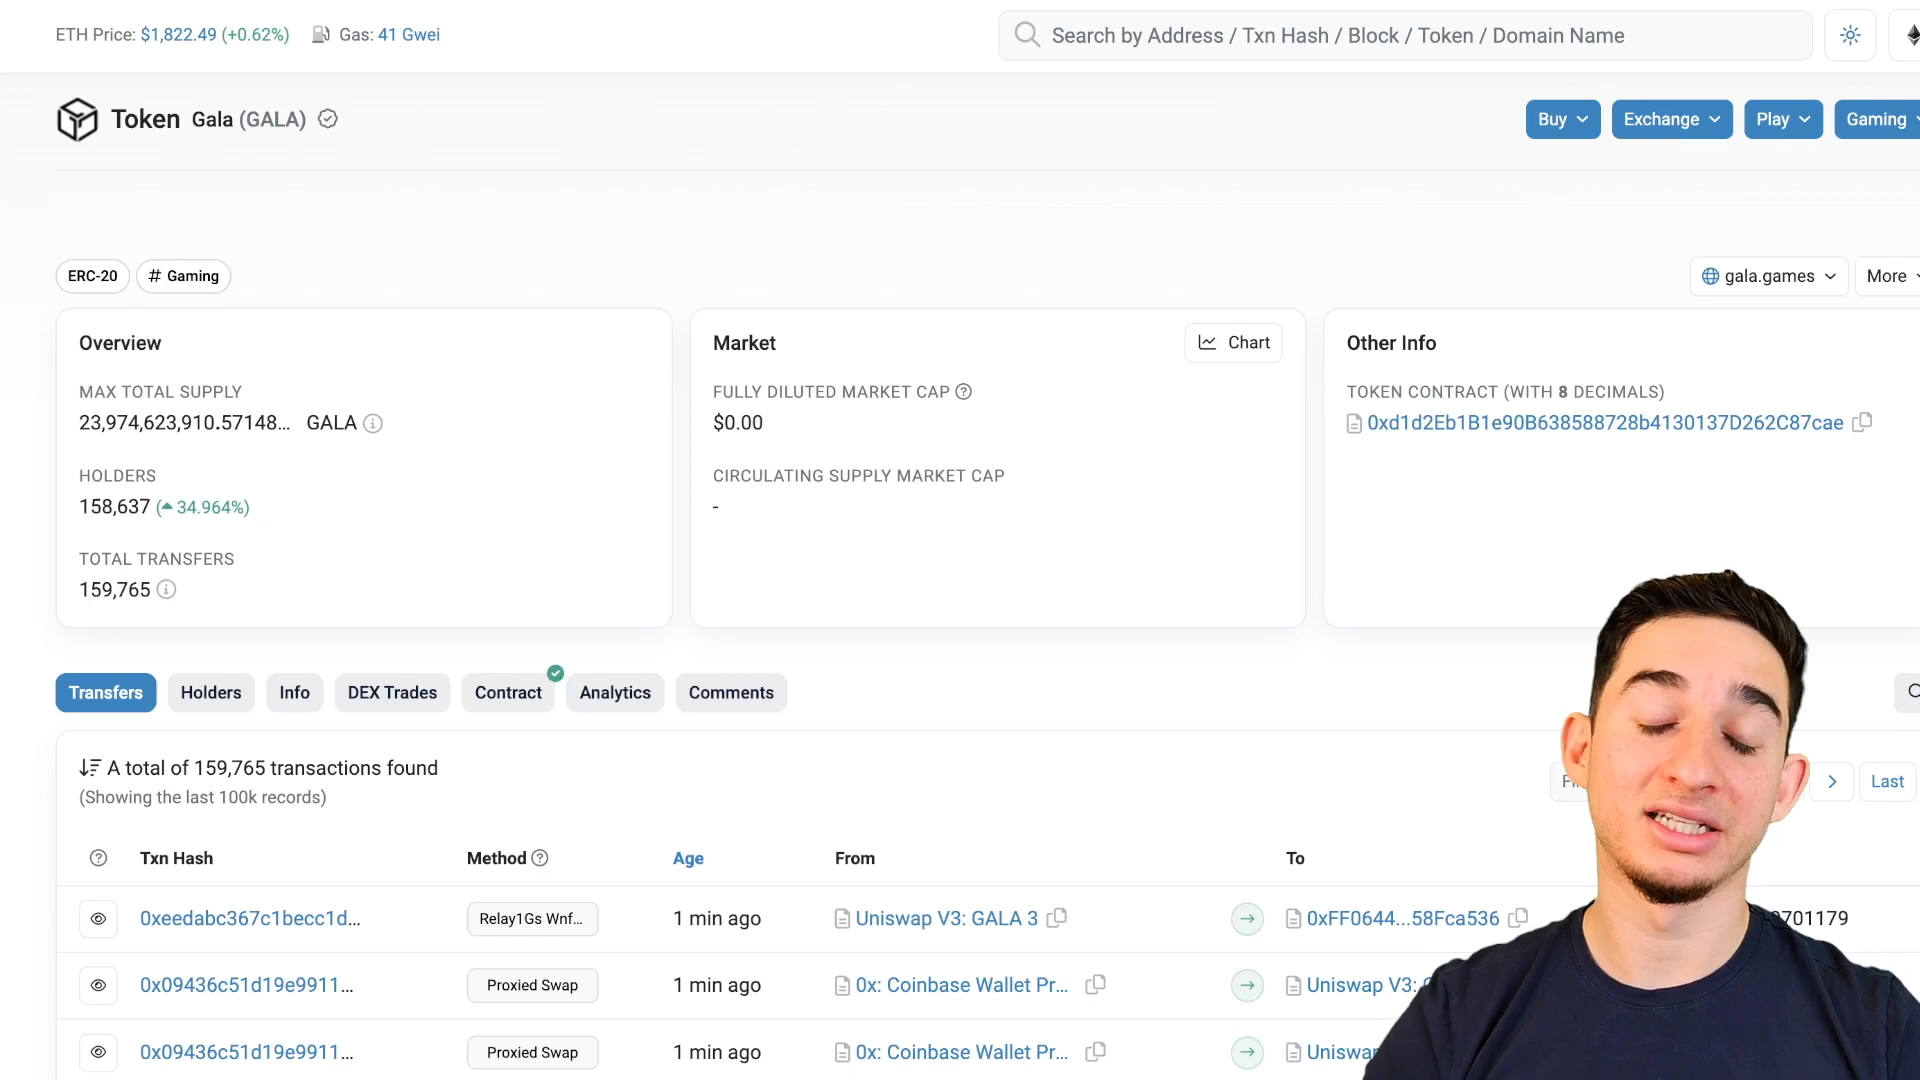 ETH Price: $1,822.49 (+0.62%) Gas: 41 Gwei
Search by Address / Txn Hash / Block / Token / Domain Name
Token Gala (GALA)
Buy Exchange Play Gaming
ERC-20 # Gaming
gala.games More
Overview
MAX TOTAL SUPPLY
23,974,623,910.57148... GALA
HOLDERS
158,637 (34.964%)
TOTAL TRANSFERS
159,765
Market
Chart
FULLY DILUTED MARKET CAP
$0.00
CIRCULATING SUPPLY MARKET CAP
-
Other Info
TOKEN CONTRACT (WITH 8 DECIMALS)
0xd1d2Eb1B1e90B638588728b4130137D262C87cae
Transfers Holders Info DEX Trades Contract Analytics Comments
A total of 159,765 transactions found
(Showing the last 100k records)
Last
Txn Hash Method Age From To
0xeedabc367c1becc1d... Relay1Gs Wnf... 1 min ago Uniswap V3: GALA 3 0xFF0644...58Fca536 0701179
0x09436c51d19e9911... Proxied Swap 1 min ago 0x: Coinbase Wallet Pr... Uniswap V3:
0x09436c51d19e9911... Proxied Swap 1 min ago 0x: Coinbase Wallet Pr...